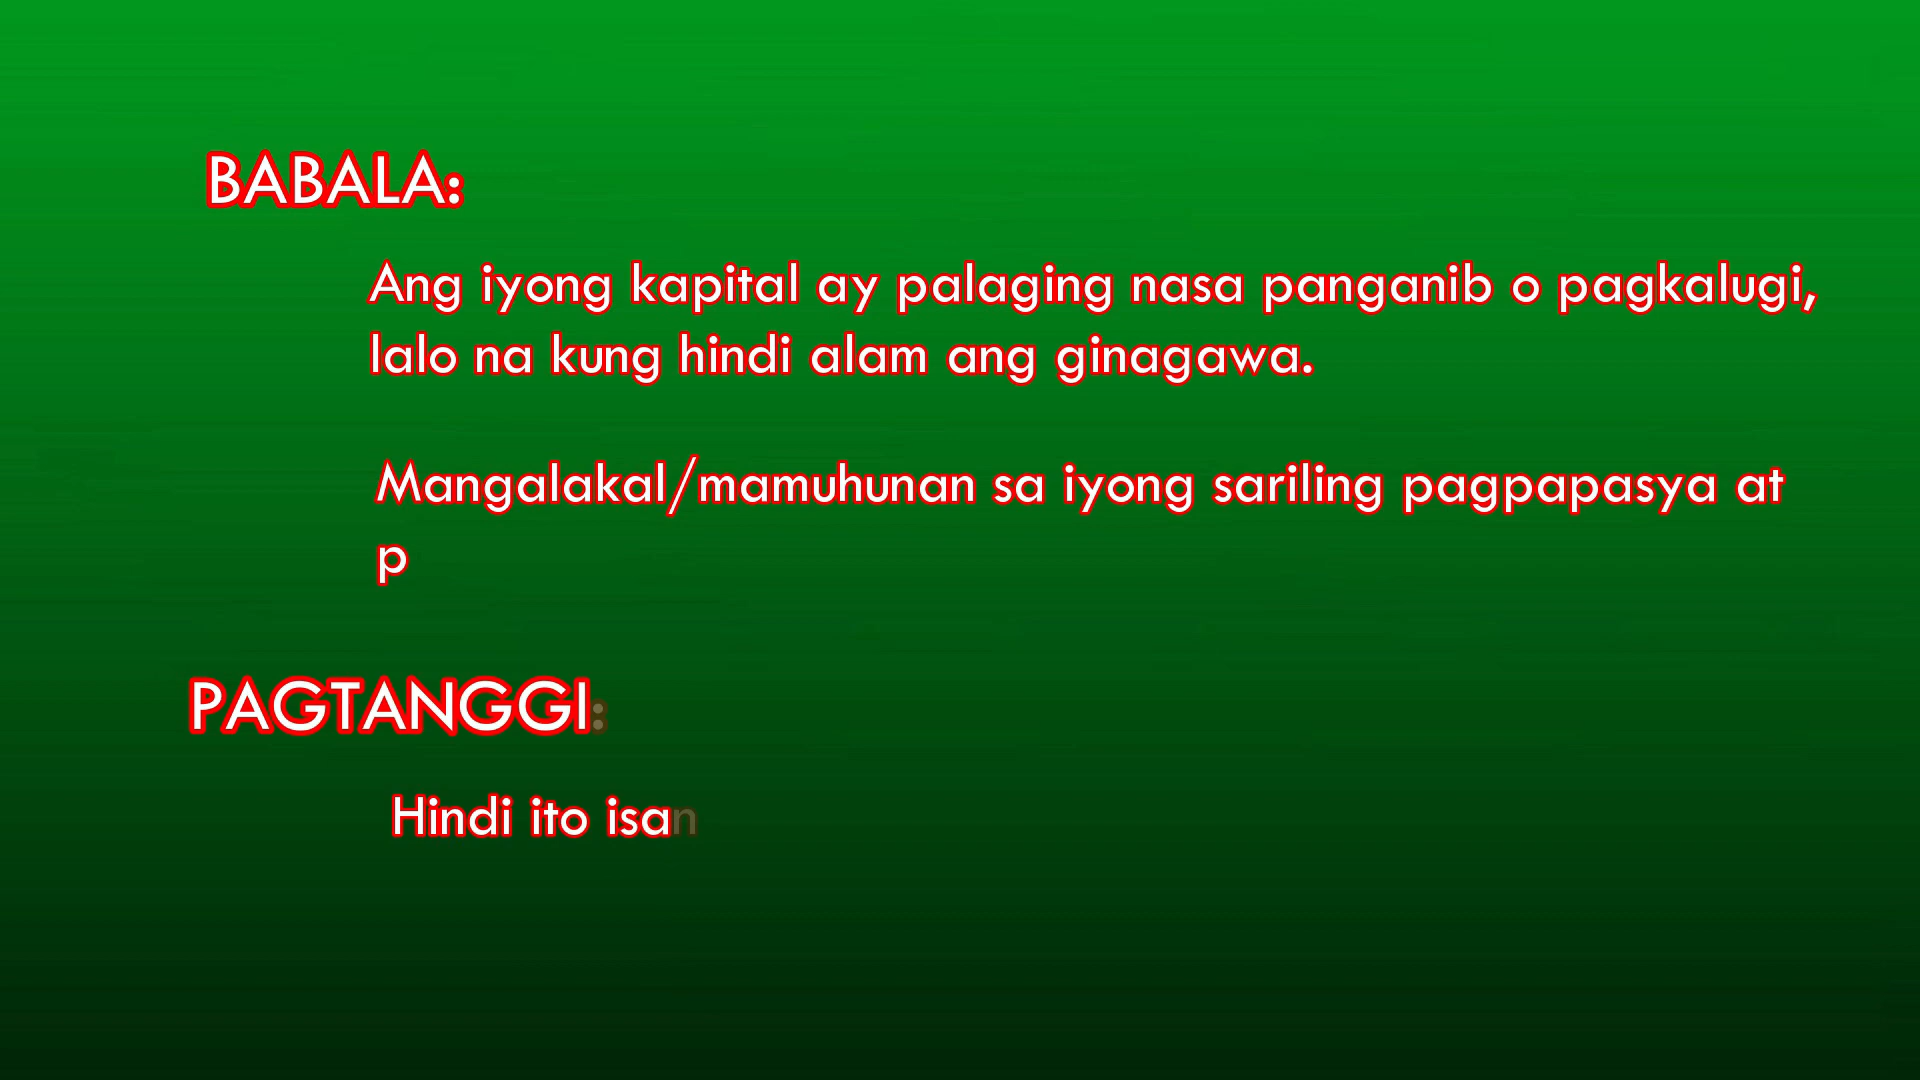 BABALA:
Ang iyong kapital ay palaging nasa panganib o pagkalugi,
lalo na kung hindi alam ang ginagawa.
Mangalakal/mamuhunan sa iyong sariling pagpapasya at
p
PAGTANGGI:
Hindi ito isan